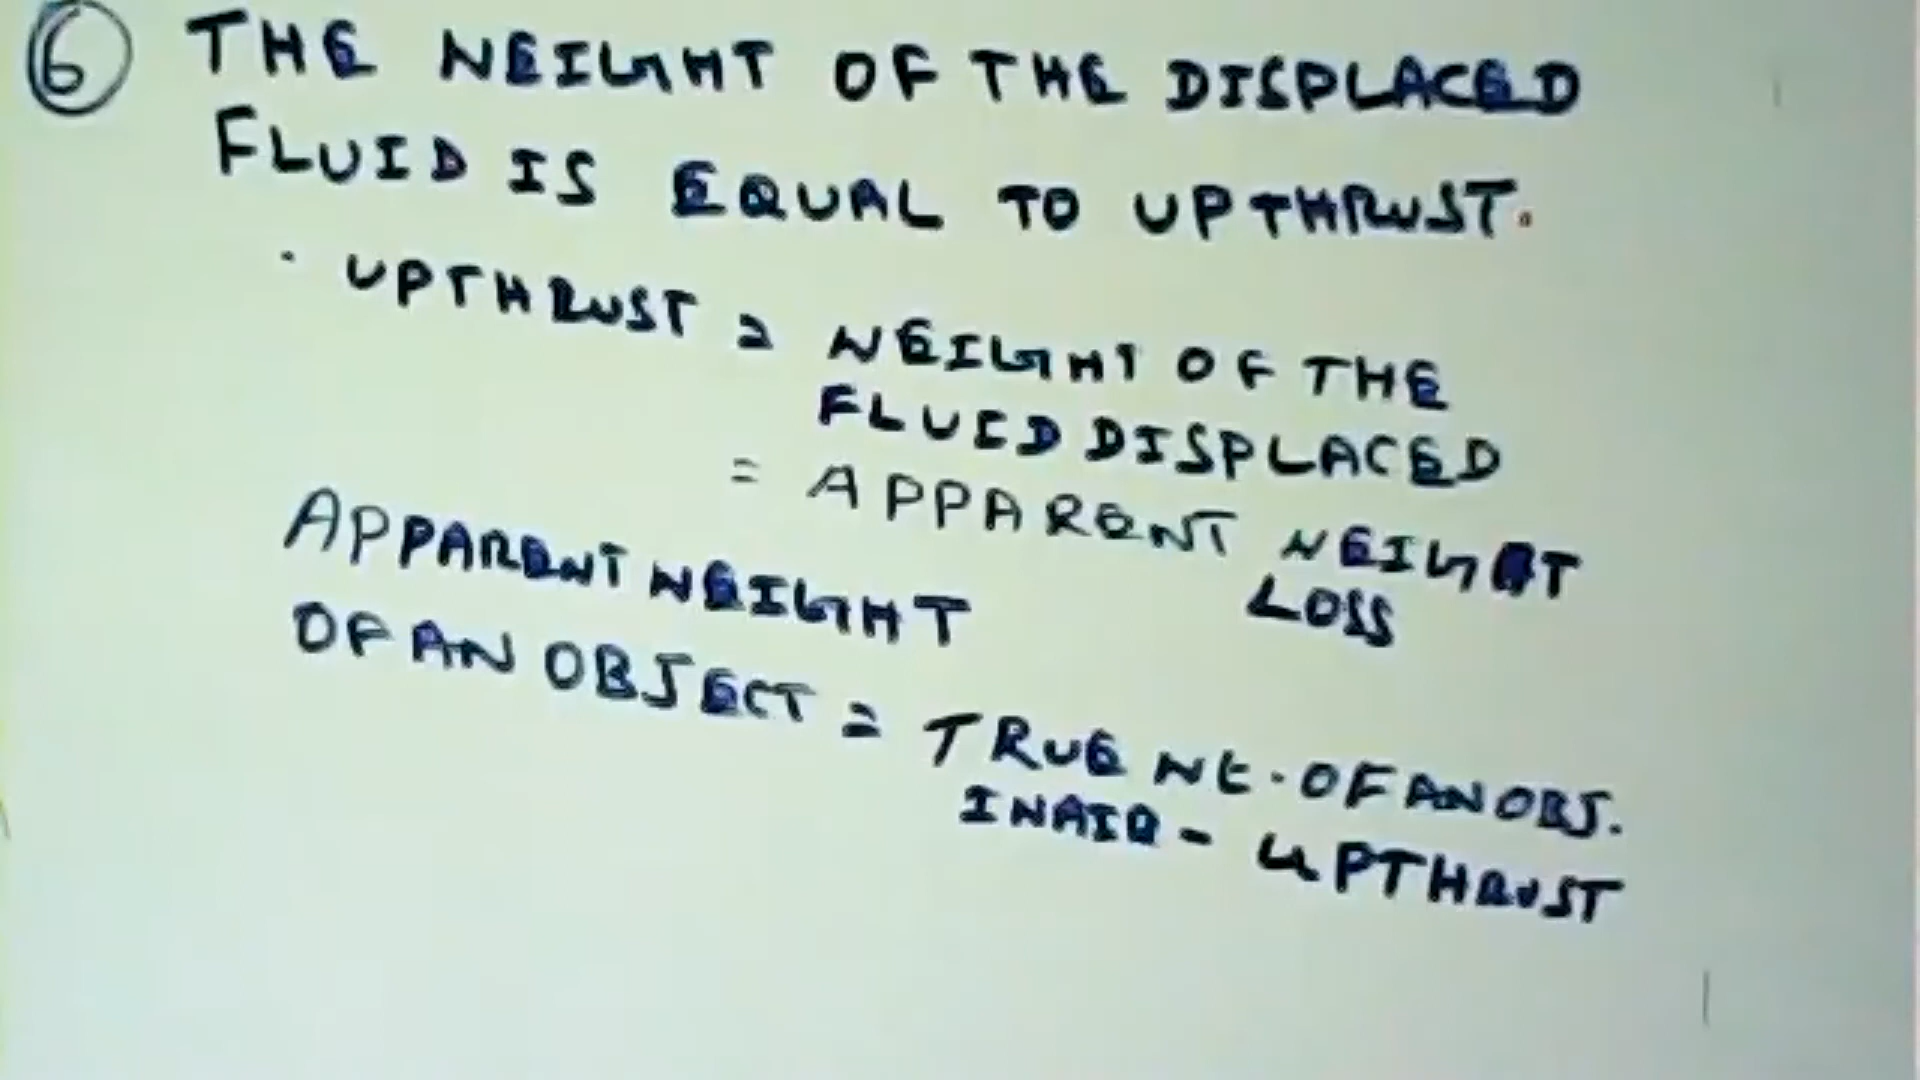 6 THE WEIGHT OF THE DISPLACED
FLUID IS EQUAL TO UPTHRUST.
· UPTHRUST = WEIGHT OF THE
FLUID DISPLACED
= APPARENT WEIGHT
LOSS
APPARENT WEIGHT
OF AN OBJECT = TRUE Wt. OF AN OBJ.
IN AIR - UPTHRUST